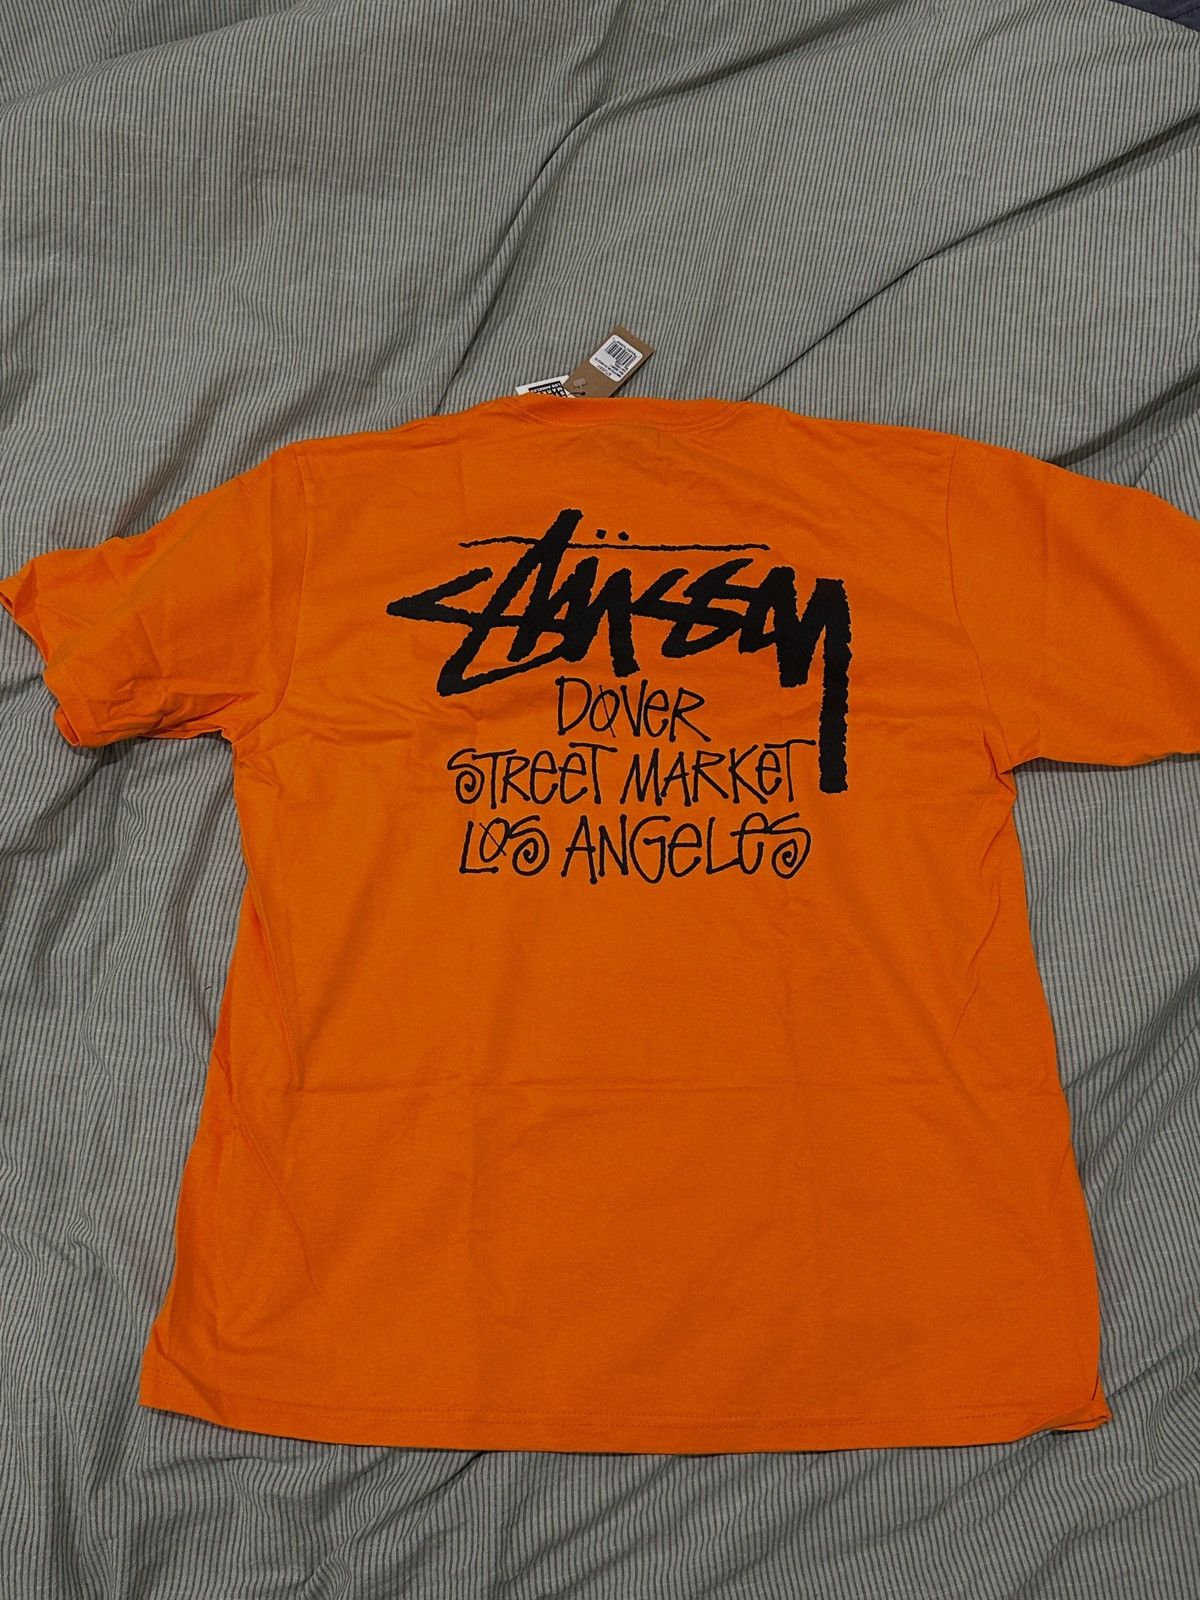 Stüssy
DOVER
STREET MARKET
LOS ANGELES